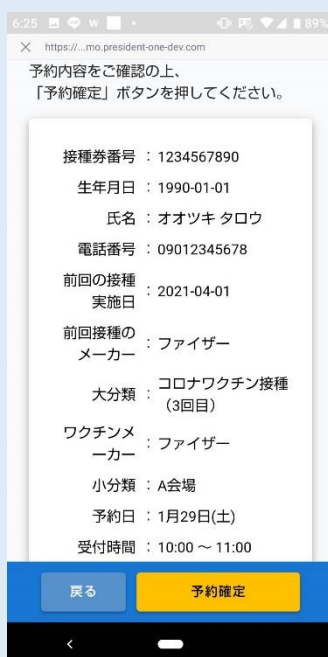 6:25 W 89%
https://...mo.president-one-dev.com
予約内容をご確認の上、
「予約確定」ボタンを押してください。
接種券番号 : 1234567890
生年月日 : 1990-01-01
氏名 : オオツキ タロウ
電話番号 : 09012345678
前回の接種
実施日 : 2021-04-01
前回接種の
メーカー : ファイザー
大分類 : コロナワクチン接種
(3回目)
ワクチンメ
ーカー : ファイザー
小分類 : A会場
予約日 : 1月29日(土)
受付時間 : 10:00 ~ 11:00
戻る 予約確定